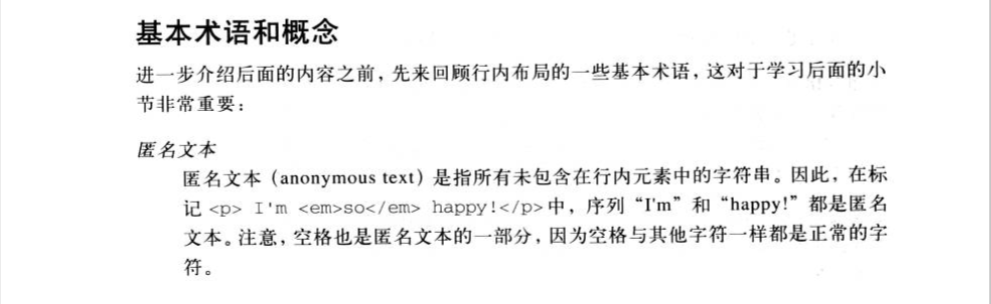 基本术语和概念
进一步介绍后面的内容之前，先来回顾行内布局的一些基本术语，这对于学习后面的小
节非常重要：
匿名文本
匿名文本（anonymous text）是指所有未包含在行内元素中的字符串。因此，在标
记 <p> I'm <em>so</em> happy!</p>中，序列“I'm”和“happy!”都是匿名
文本。注意，空格也是匿名文本的一部分，因为空格与其他字符一样都是正常的字
符。